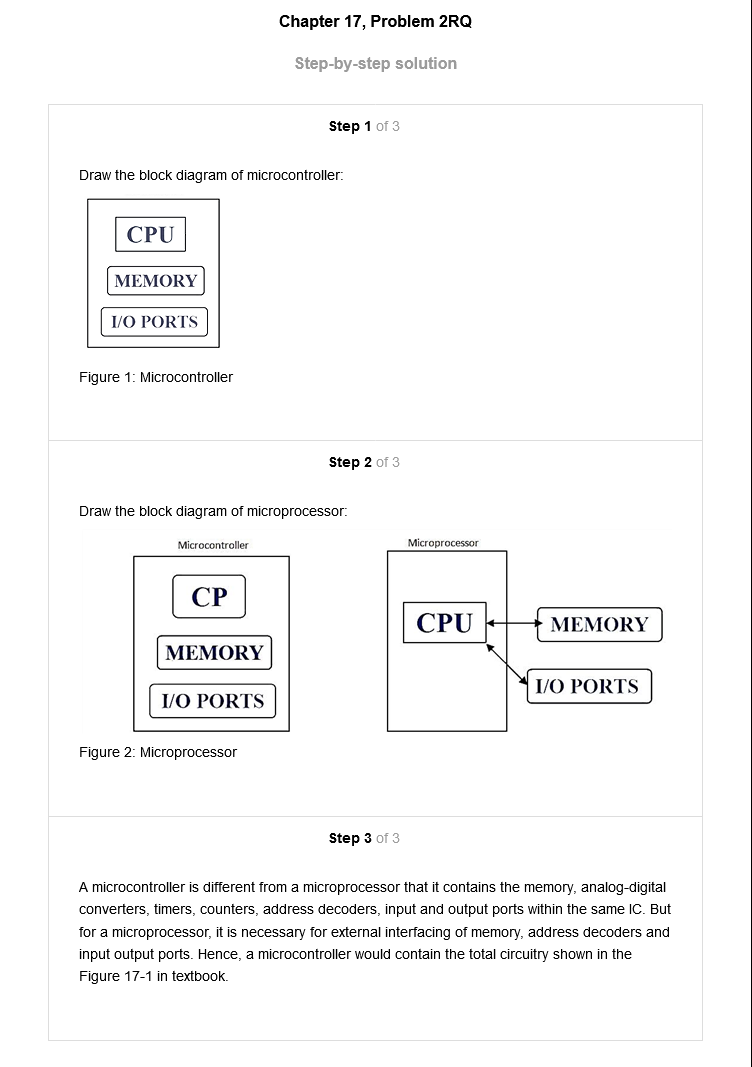 Chapter 17, Problem 2RQ
Step-by-step solution
Step 1 of 3
Draw the block diagram of microcontroller:
CPU
MEMORY
I/O PORTS
Figure 1: Microcontroller
Step 2 of 3
Draw the block diagram of microprocessor:
Microcontroller
CP
MEMORY
I/O PORTS
Microprocessor
CPU
MEMORY
I/O PORTS
Figure 2: Microprocessor
Step 3 of 3
A microcontroller is different from a microprocessor that it contains the memory, analog-digital
converters, timers, counters, address decoders, input and output ports within the same IC. But
for a microprocessor, it is necessary for external interfacing of memory, address decoders and
input output ports. Hence, a microcontroller would contain the total circuitry shown in the
Figure 17-1 in textbook.